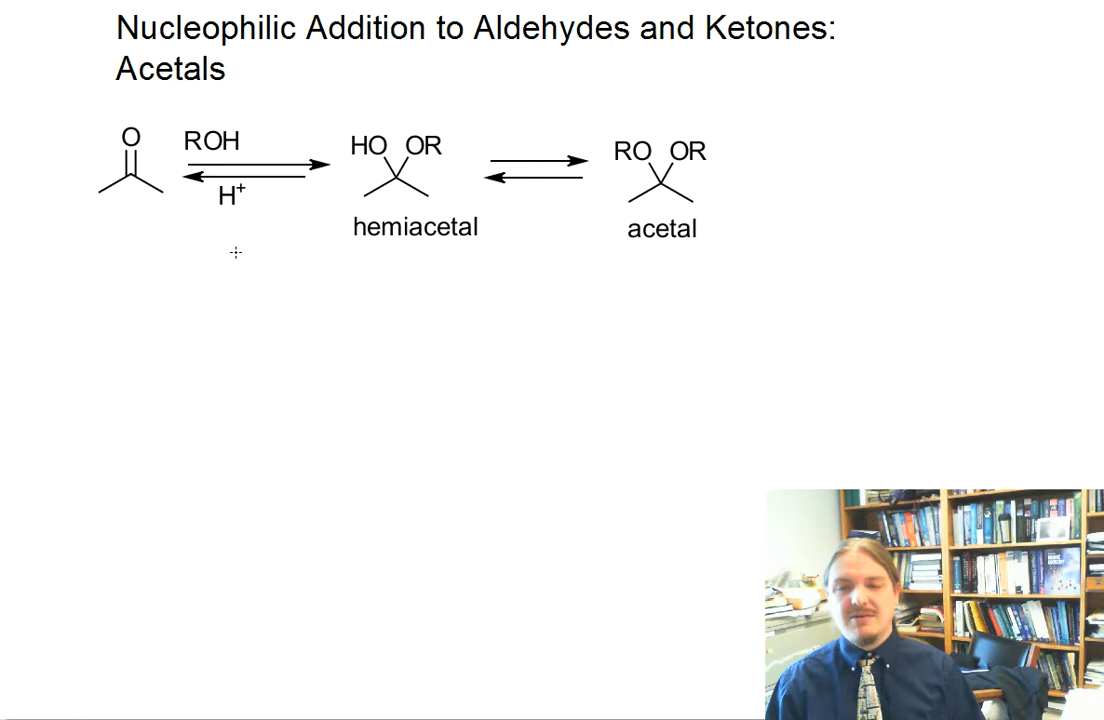 Nucleophilic Addition to Aldehydes and Ketones:
Acetals
O
ROH
H⁺
HO OR
hemiacetal
RO OR
acetal